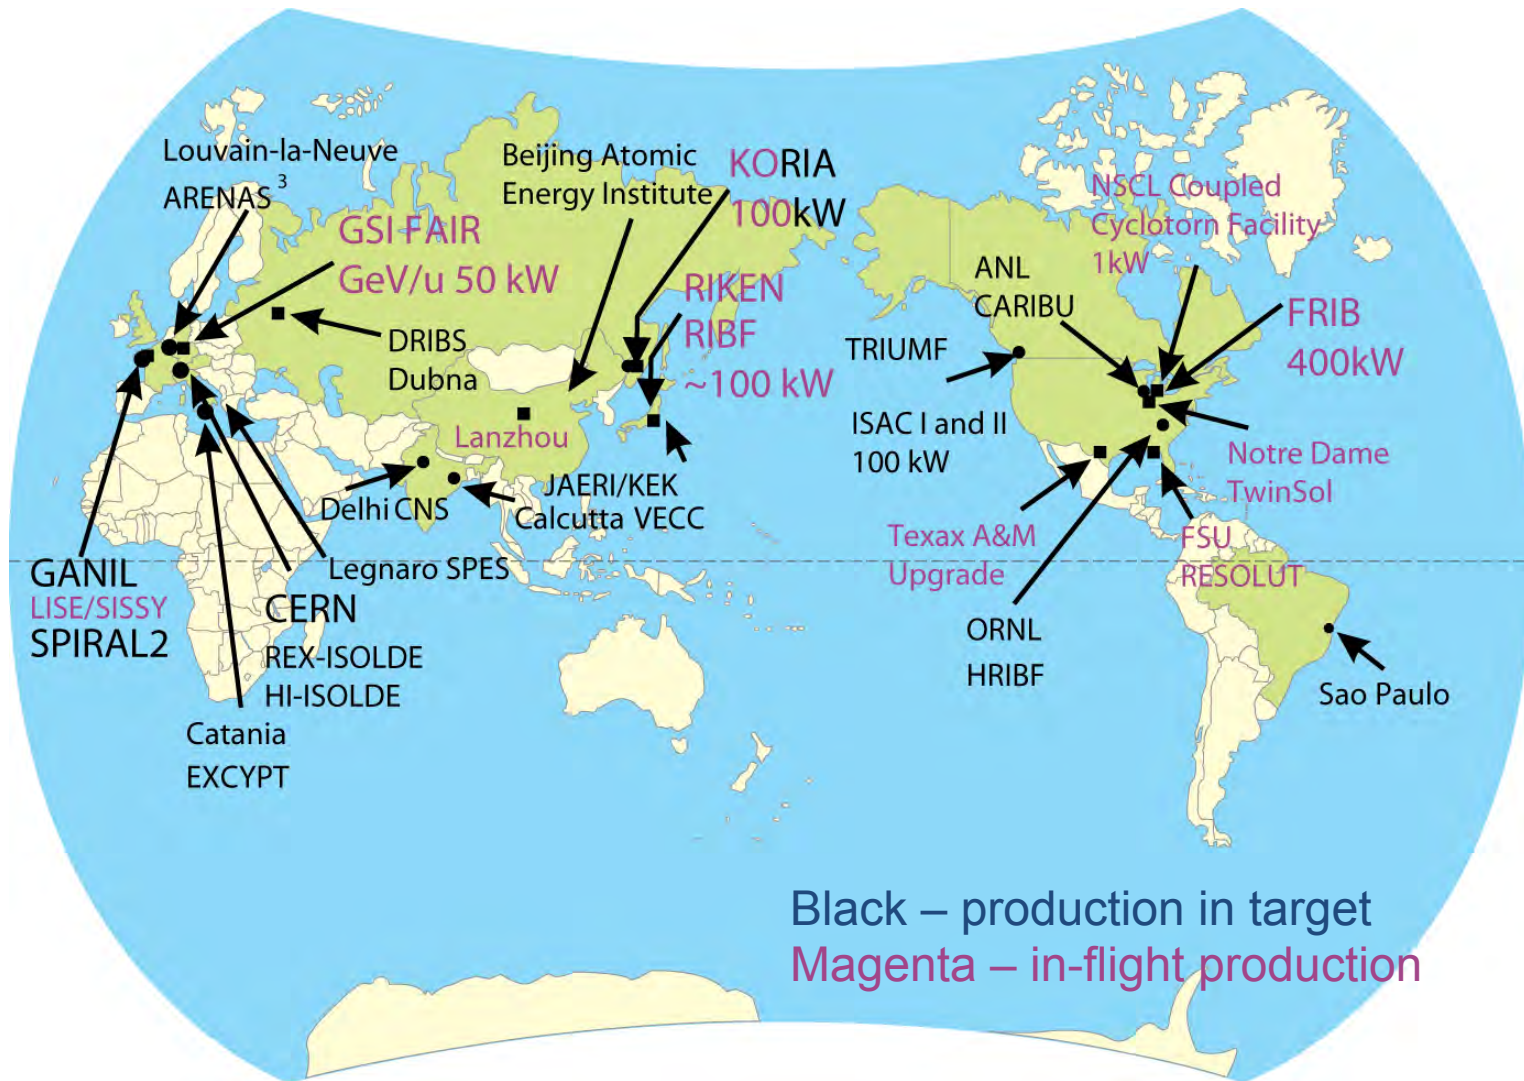 Louvain-la-Neuve
ARENAS 3
GSI FAIR
GeV/u 50 kW
Beijing Atomic
Energy Institute
KORIA
100kW
RIKEN
RIBF
~100 kW
DRIBS
Dubna
Lanzhou
Delhi CNS
JAERI/KEK
Calcutta VECC
Legnaro SPES
GANIL
LISE/SISSY
SPIRAL2
CERN
REX-ISOLDE
HI-ISOLDE
Catania
EXCYPT
NSCL Coupled
Cyclotorn Facility
1kW
ANL
CARIBU
TRIUMF
ISAC I and II
100 kW
FRIB
400kW
Notre Dame
TwinSol
Texax A&M
Upgrade
FSU
RESOLUT
ORNL
HRIBF
Sao Paulo
Black – production in target
Magenta – in-flight production